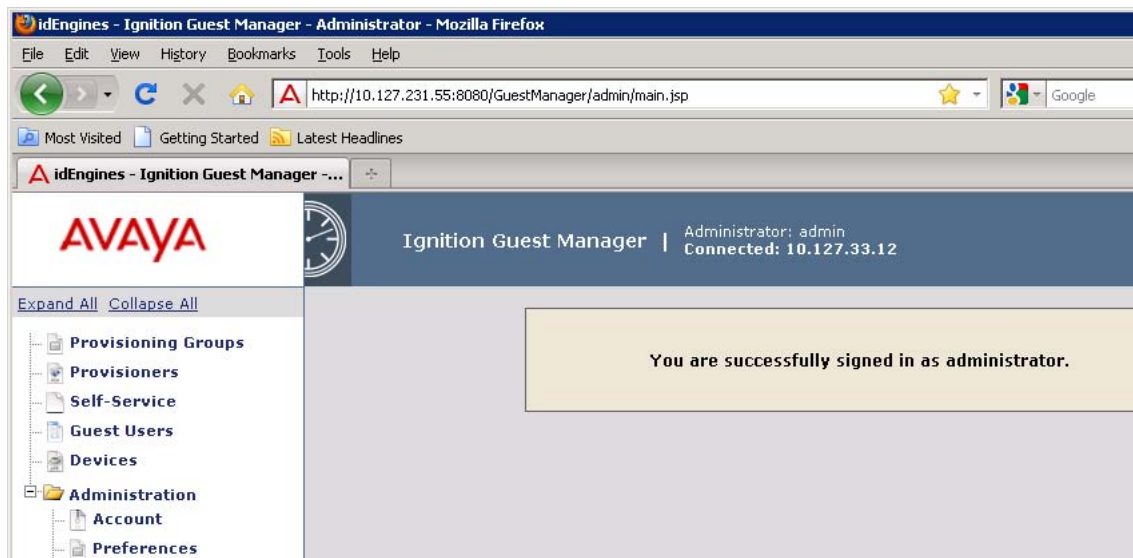 idEngines - Ignition Guest Manager - Administrator - Mozilla Firefox
File Edit View History Bookmarks Tools Help
http://10.127.231.55:8080/GuestManager/admin/main.jsp Google
Most Visited Getting Started Latest Headlines
idEngines - Ignition Guest Manager -...
AVAYA
Ignition Guest Manager | Administrator: admin
Connected: 10.127.33.12
Expand All Collapse All
Provisioning Groups
You are successfully signed in as administrator.
Provisioners
Self-Service
Guest Users
Devices
Administration
Account
Preferences